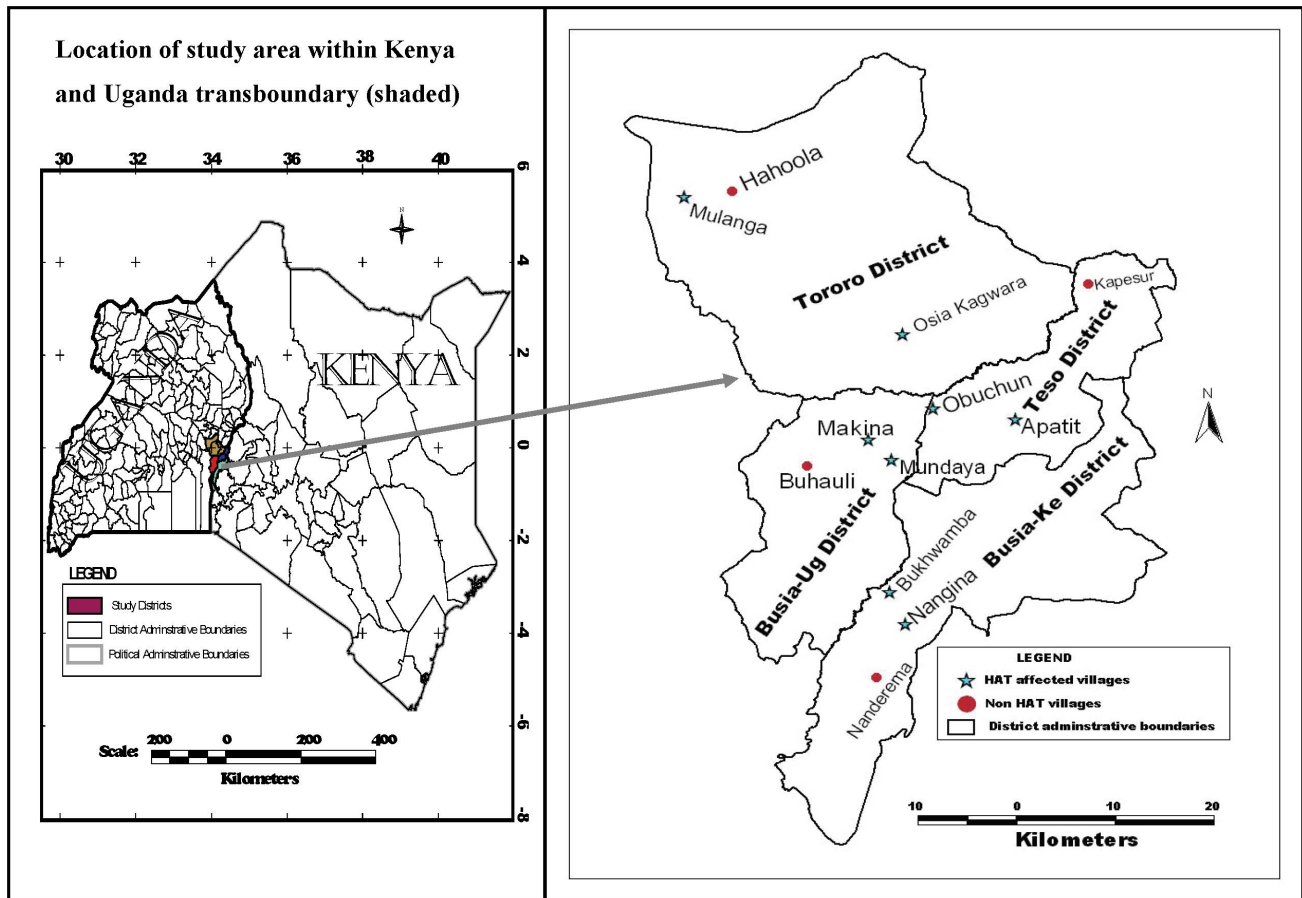 Location of study area within Kenya
and Uganda transboundary (shaded)
30 32 34 36 38 40
6
4
2
0
-2
-4
-6
-8
N
UGANDA
KENYA
LEGEND
Study Districts
District Adminstrative Boundaries
Political Adminstrative Boundaries
Scale:
200 0 200 400
Kilometers
Hahoola
Mulanga
Tororo District
Osia Kagwara
Kapesur
Teso District
Obuchun
Apatit
Makina
Mundaya
Buhauli
Busia-Ug District
Busia-Ke District
Bukhwamba
Nangina
Nanderema
N
LEGEND
HAT affected villages
Non HAT villages
District adminstrative boundaries
10 0 10 20
Kilometers